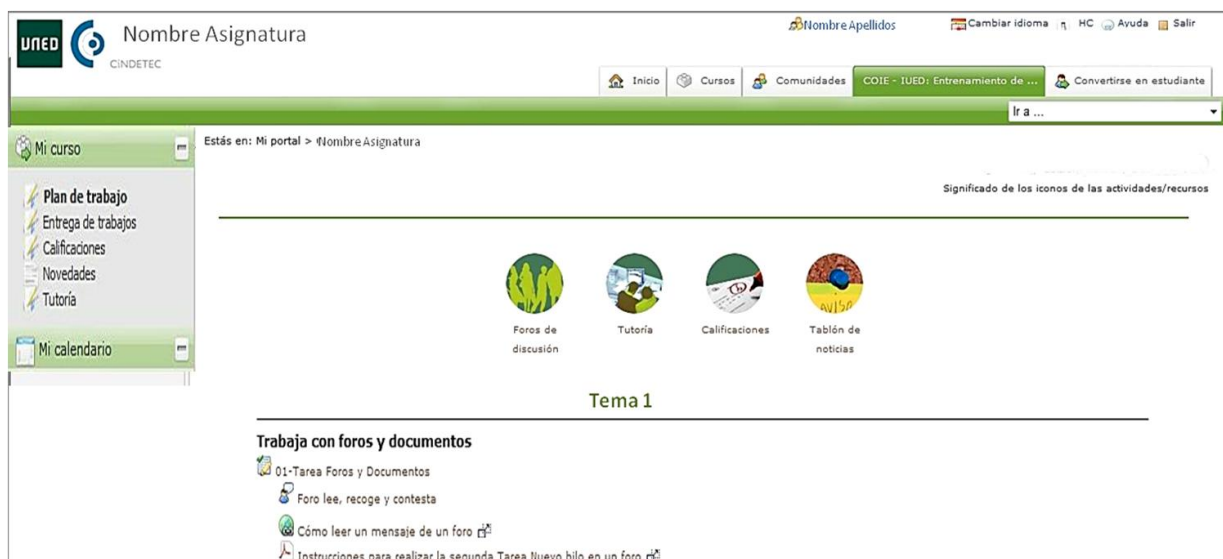 UNED
CiNDETEC
Nombre Asignatura
Nombre Apellidos
Cambiar idioma HC Ayuda Salir
Inicio Cursos Comunidades COIE - IUED: Entrenamiento de ... Convertirse en estudiante
Ir a ...
Mi curso
Estás en: Mi portal > Nombre Asignatura
Significado de los iconos de las actividades/recursos
Plan de trabajo
Entrega de trabajos
Calificaciones
Novedades
Tutoría
Mi calendario
AVISO
Foros de discusión
Tutoría
Calificaciones
Tablón de noticias
Tema 1
Trabaja con foros y documentos
01-Tarea Foros y Documentos
Foro lee, recoge y contesta
Cómo leer un mensaje de un foro
Instrucciones para realizar la segunda Tarea Nuevo hilo en un foro